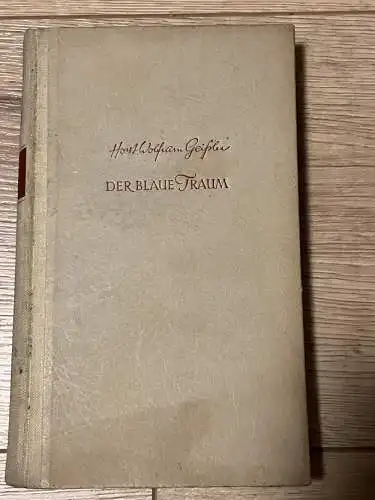 Horst Wolfram Geißler
DER BLAUE TRAUM